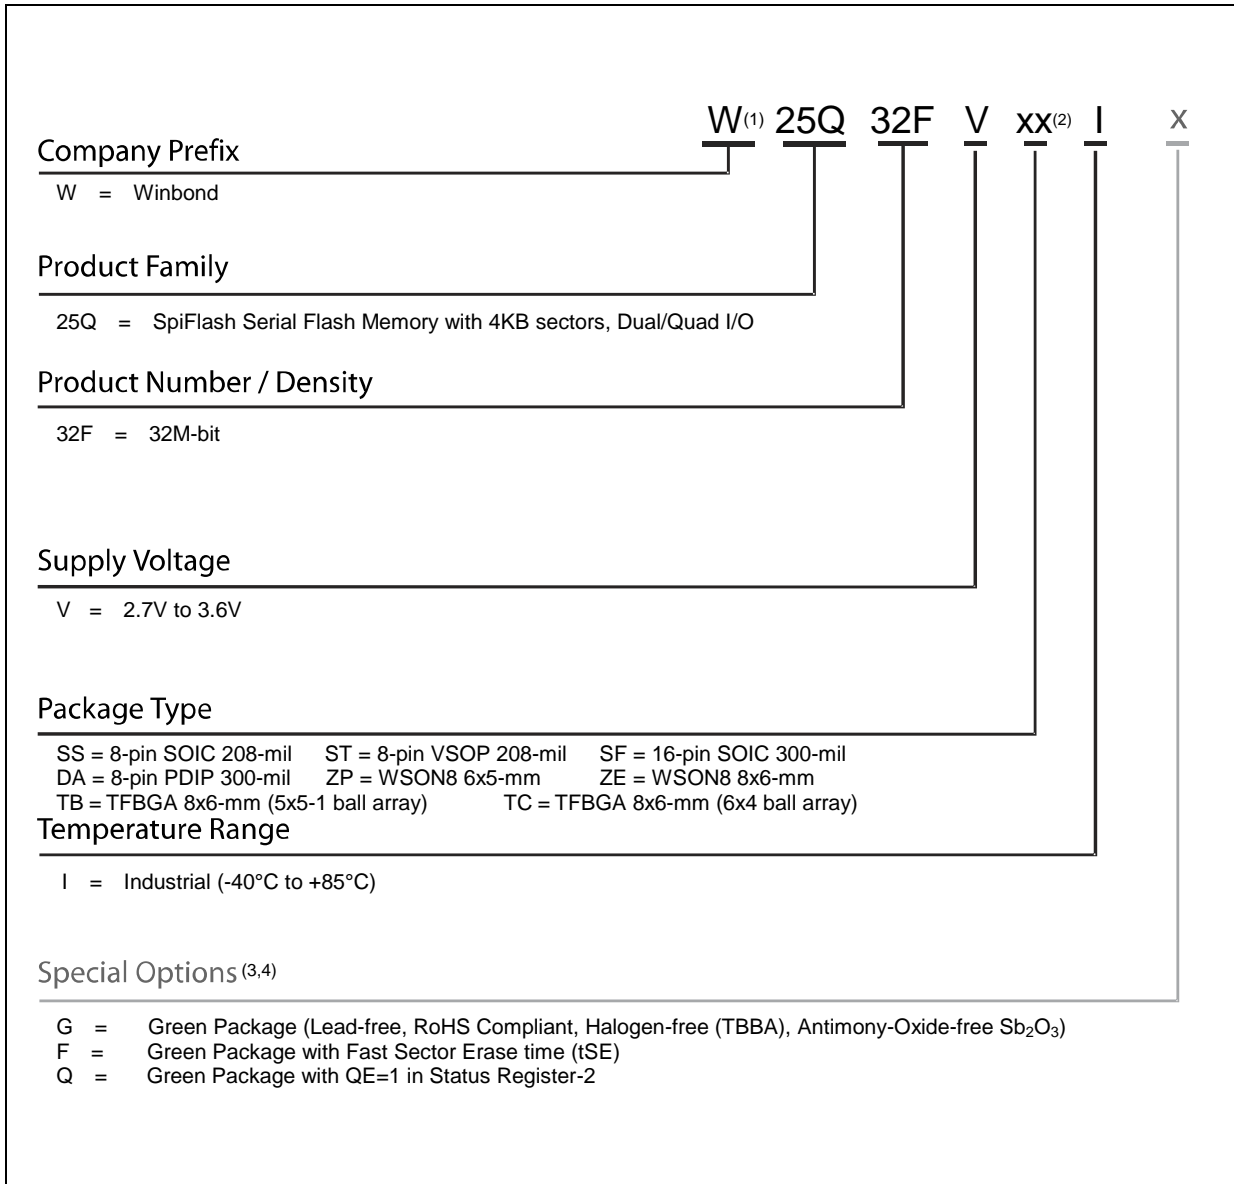 W(1) 25Q 32F V xx(2) I x
Company Prefix
W = Winbond
Product Family
25Q = SpiFlash Serial Flash Memory with 4KB sectors, Dual/Quad I/O
Product Number / Density
32F = 32M-bit
Supply Voltage
V = 2.7V to 3.6V
Package Type
SS = 8-pin SOIC 208-mil ST = 8-pin VSOP 208-mil SF = 16-pin SOIC 300-mil
DA = 8-pin PDIP 300-mil ZP = WSON8 6x5-mm ZE = WSON8 8x6-mm
TB = TFBGA 8x6-mm (5x5-1 ball array) TC = TFBGA 8x6-mm (6x4 ball array)
Temperature Range
I = Industrial (-40°C to +85°C)
Special Options (3,4)
G = Green Package (Lead-free, RoHS Compliant, Halogen-free (TBBA), Antimony-Oxide-free Sb₂O₃)
F = Green Package with Fast Sector Erase time (tSE)
Q = Green Package with QE=1 in Status Register-2